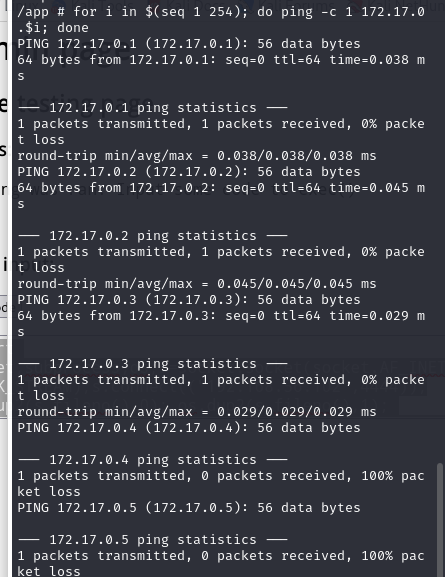 /app # for i in $(seq 1 254); do ping -c 1 172.17.0
.$i; done
PING 172.17.0.1 (172.17.0.1): 56 data bytes
64 bytes from 172.17.0.1: seq=0 ttl=64 time=0.038 m
s
--- 172.17.0.1 ping statistics ---
1 packets transmitted, 1 packets received, 0% packe
t loss
round-trip min/avg/max = 0.038/0.038/0.038 ms
PING 172.17.0.2 (172.17.0.2): 56 data bytes
64 bytes from 172.17.0.2: seq=0 ttl=64 time=0.045 m
s
--- 172.17.0.2 ping statistics ---
1 packets transmitted, 1 packets received, 0% packe
t loss
round-trip min/avg/max = 0.045/0.045/0.045 ms
PING 172.17.0.3 (172.17.0.3): 56 data bytes
64 bytes from 172.17.0.3: seq=0 ttl=64 time=0.029 m
s
--- 172.17.0.3 ping statistics ---
1 packets transmitted, 1 packets received, 0% packe
t loss
round-trip min/avg/max = 0.029/0.029/0.029 ms
PING 172.17.0.4 (172.17.0.4): 56 data bytes
--- 172.17.0.4 ping statistics ---
1 packets transmitted, 0 packets received, 100% pac
ket loss
PING 172.17.0.5 (172.17.0.5): 56 data bytes
--- 172.17.0.5 ping statistics ---
1 packets transmitted, 0 packets received, 100% pac
ket loss